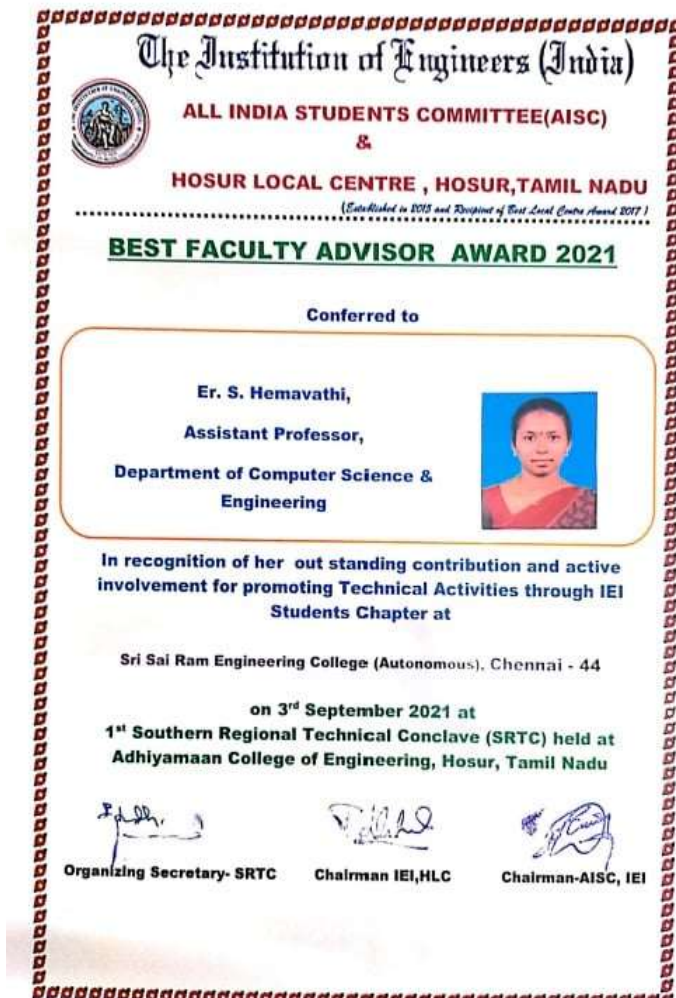 The Institution of Engineers (India)
ALL INDIA STUDENTS COMMITTEE(AISC)
&
HOSUR LOCAL CENTRE , HOSUR,TAMIL NADU
(Established in 2015 and Recipient of Best Local Centre Award 2017 )
BEST FACULTY ADVISOR AWARD 2021
Conferred to
Er. S. Hemavathi,
Assistant Professor,
Department of Computer Science &
Engineering
In recognition of her out standing contribution and active
involvement for promoting Technical Activities through IEI
Students Chapter at
Sri Sai Ram Engineering College (Autonomous), Chennai - 44
on 3rd September 2021 at
1st Southern Regional Technical Conclave (SRTC) held at
Adhiyamaan College of Engineering, Hosur, Tamil Nadu
Organizing Secretary- SRTC Chairman IEI,HLC Chairman-AISC, IEI